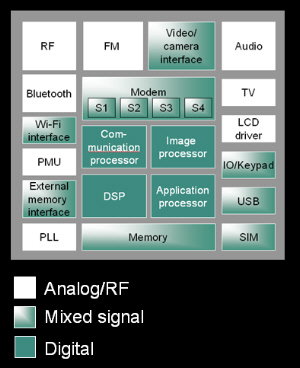 RF
FM
Video/
camera
interface
Audio
Bluetooth
Modem
S1 S2 S3 S4
TV
Wi-Fi
interface
Com-
munication
processor
Image
processor
LCD
driver
PMU
IO/Keypad
External
memory
interface
DSP
Application
processor
USB
PLL
Memory
SIM
Analog/RF
Mixed signal
Digital